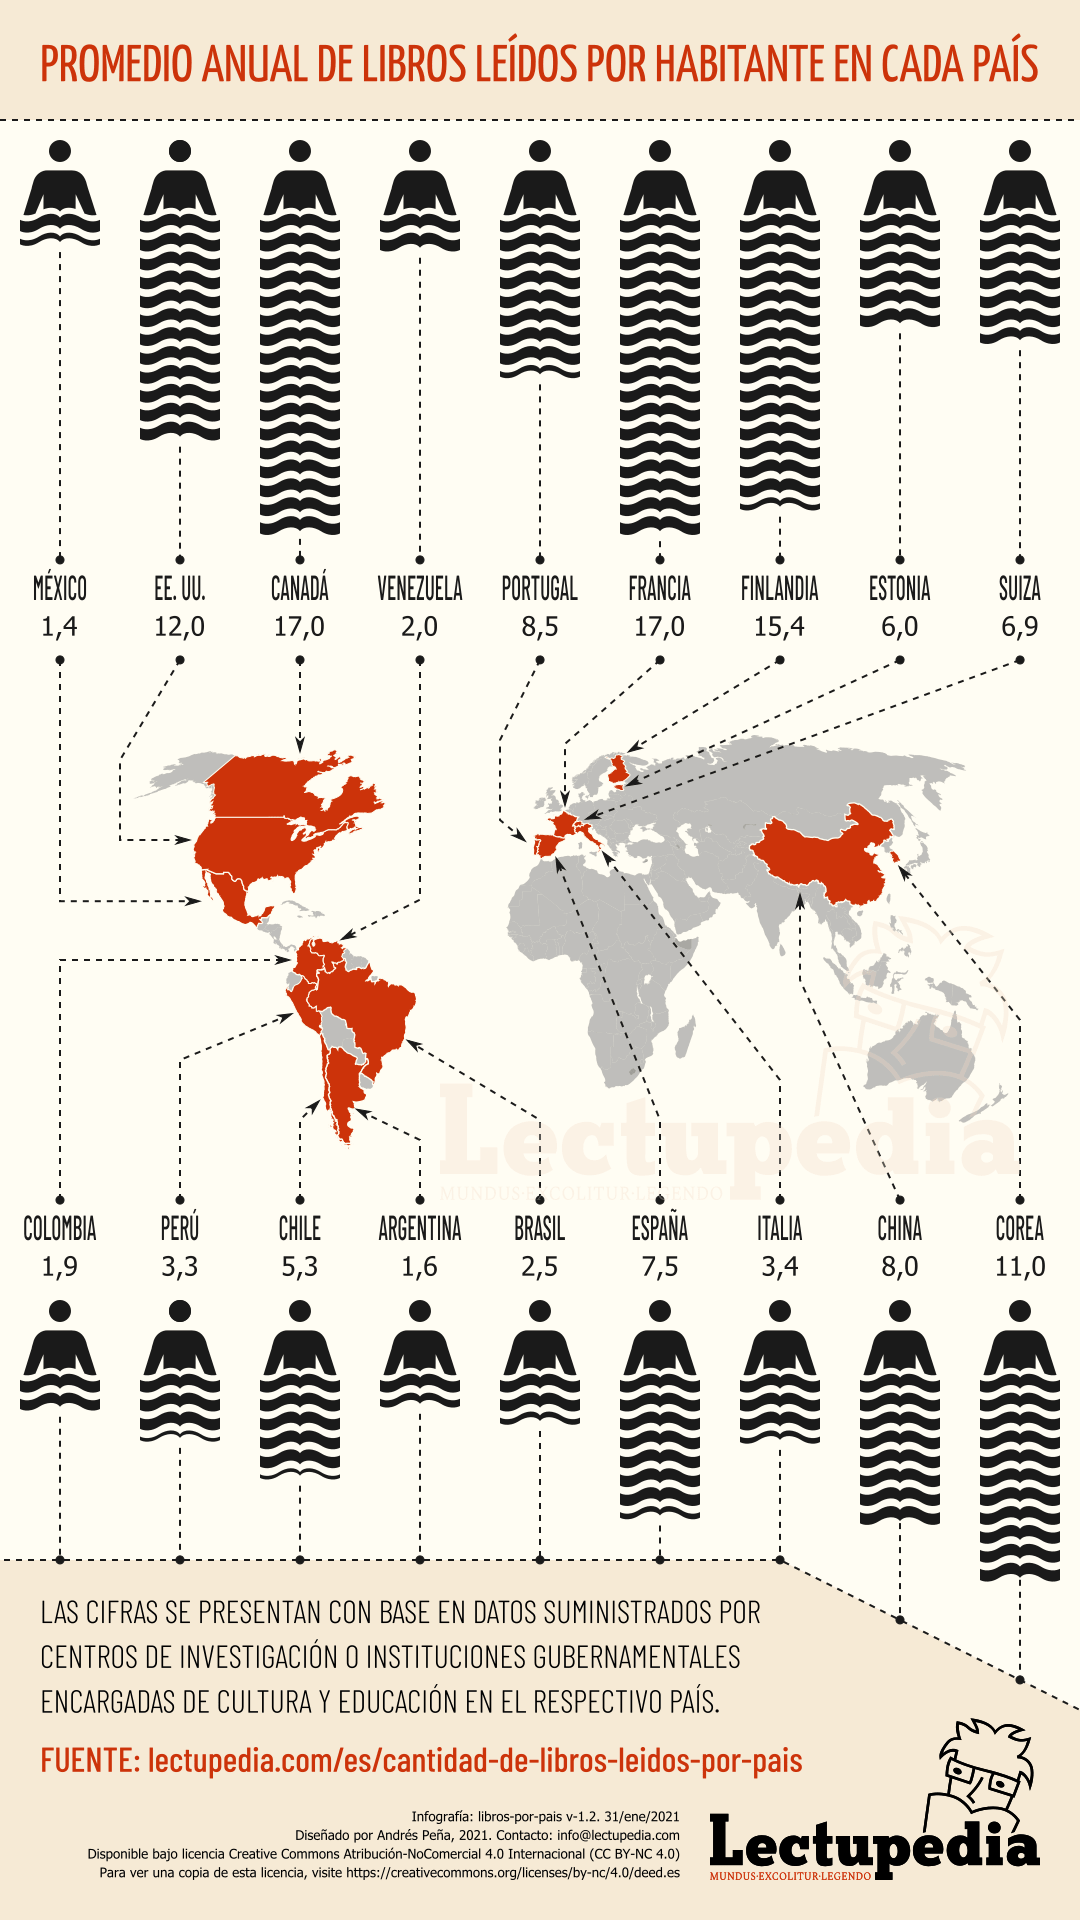 PROMEDIO ANUAL DE LIBROS LEÍDOS POR HABITANTE EN CADA PAÍS
MÉXICO EE. UU. CANADÁ VENEZUELA PORTUGAL FRANCIA FINLANDIA ESTONIA SUIZA
1,4 12,0 17,0 2,0 8,5 17,0 15,4 6,0 6,9
Lectupedia
MUNDUS·EXCOLITUR·LEGENDO
COLOMBIA PERÚ CHILE ARGENTINA BRASIL ESPAÑA ITALIA CHINA COREA
1,9 3,3 5,3 1,6 2,5 7,5 3,4 8,0 11,0
LAS CIFRAS SE PRESENTAN CON BASE EN DATOS SUMINISTRADOS POR
CENTROS DE INVESTIGACIÓN O INSTITUCIONES GUBERNAMENTALES
ENCARGADAS DE CULTURA Y EDUCACIÓN EN EL RESPECTIVO PAÍS.
FUENTE: lectupedia.com/es/cantidad-de-libros-leidos-por-pais
Infografía: libros-por-pais v-1.2. 31/ene/2021
Diseñado por Andrés Peña, 2021. Contacto: info@lectupedia.com
Disponible bajo licencia Creative Commons Atribución-NoComercial 4.0 Internacional (CC BY-NC 4.0)
Para ver una copia de esta licencia, visite https://creativecommons.org/licenses/by-nc/4.0/deed.es
Lectupedia
MUNDUS·EXCOLITUR·LEGENDO